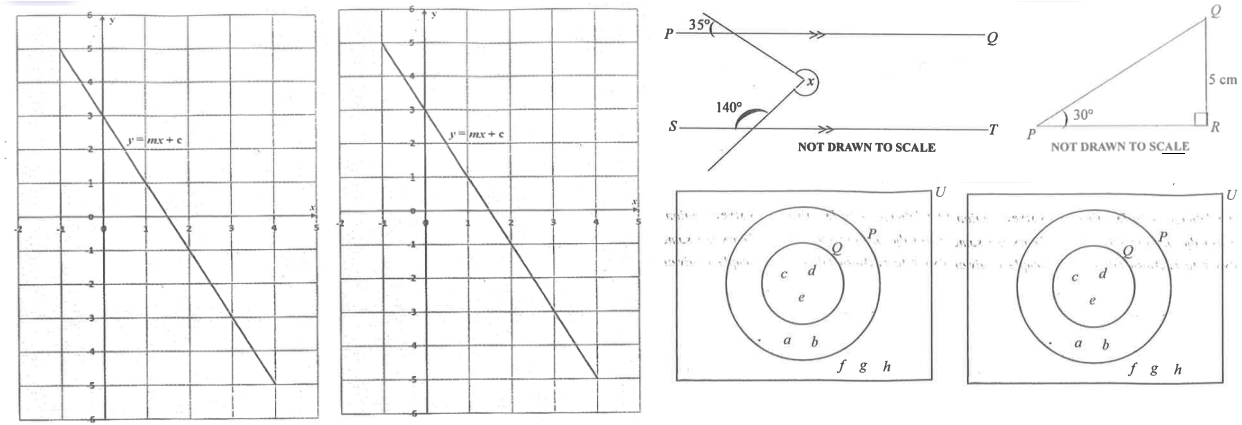 y
6
5
4
3
y = mx + c
2
1
x
-2 -1 0 1 2 3 4 5
-1
-2
-3
-4
-5
-6
y
6
5
4
3
y = mx + c
2
1
x
-2 -1 0 1 2 3 4 5
-1
-2
-3
-4
-5
-6
35°
P Q
x
140°
S T
NOT DRAWN TO SCALE
Q
5 cm
30°
P R
NOT DRAWN TO SCALE
U
P
Q
c d
e
a b
f g h
U
P
Q
c d
e
a b
f g h